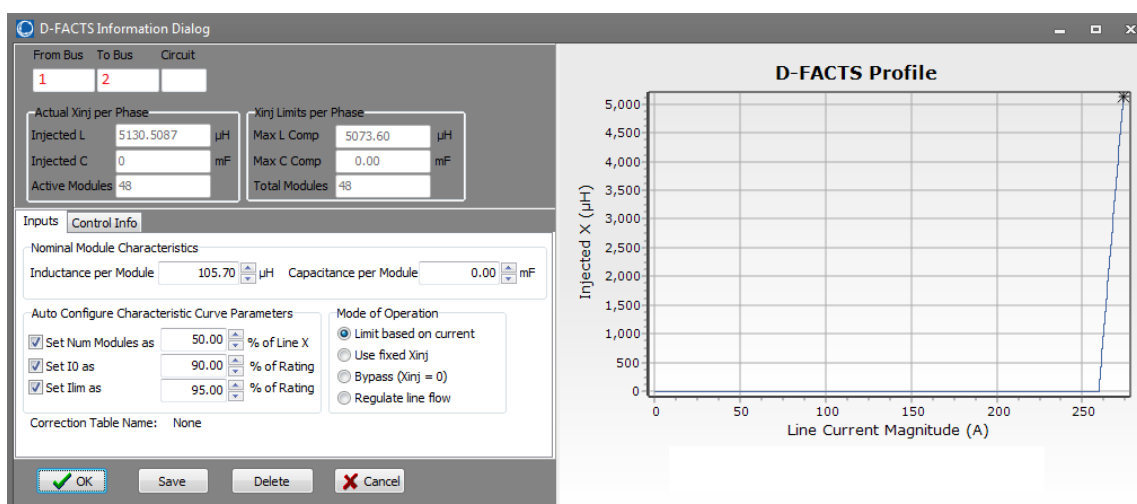 D-FACTS Information Dialog
From Bus To Bus Circuit
1 2
Actual Xinj per Phase
Injected L 5130.5087 µH
Injected C 0 mF
Active Modules 48
Xinj Limits per Phase
Max L Comp 5073.60 µH
Max C Comp 0.00 mF
Total Modules 48
Inputs Control Info
Nominal Module Characteristics
Inductance per Module 105.70 µH Capacitance per Module 0.00 mF
Auto Configure Characteristic Curve Parameters
Set Num Modules as 50.00 % of Line X
Set I0 as 90.00 % of Rating
Set Ilim as 95.00 % of Rating
Mode of Operation
Limit based on current
Use fixed Xinj
Bypass (Xinj = 0)
Regulate line flow
Correction Table Name: None
OK Save Delete Cancel
D-FACTS Profile
Injected X (µH)
5,000
4,500
4,000
3,500
3,000
2,500
2,000
1,500
1,000
500
0
0 50 100 150 200 250
Line Current Magnitude (A)